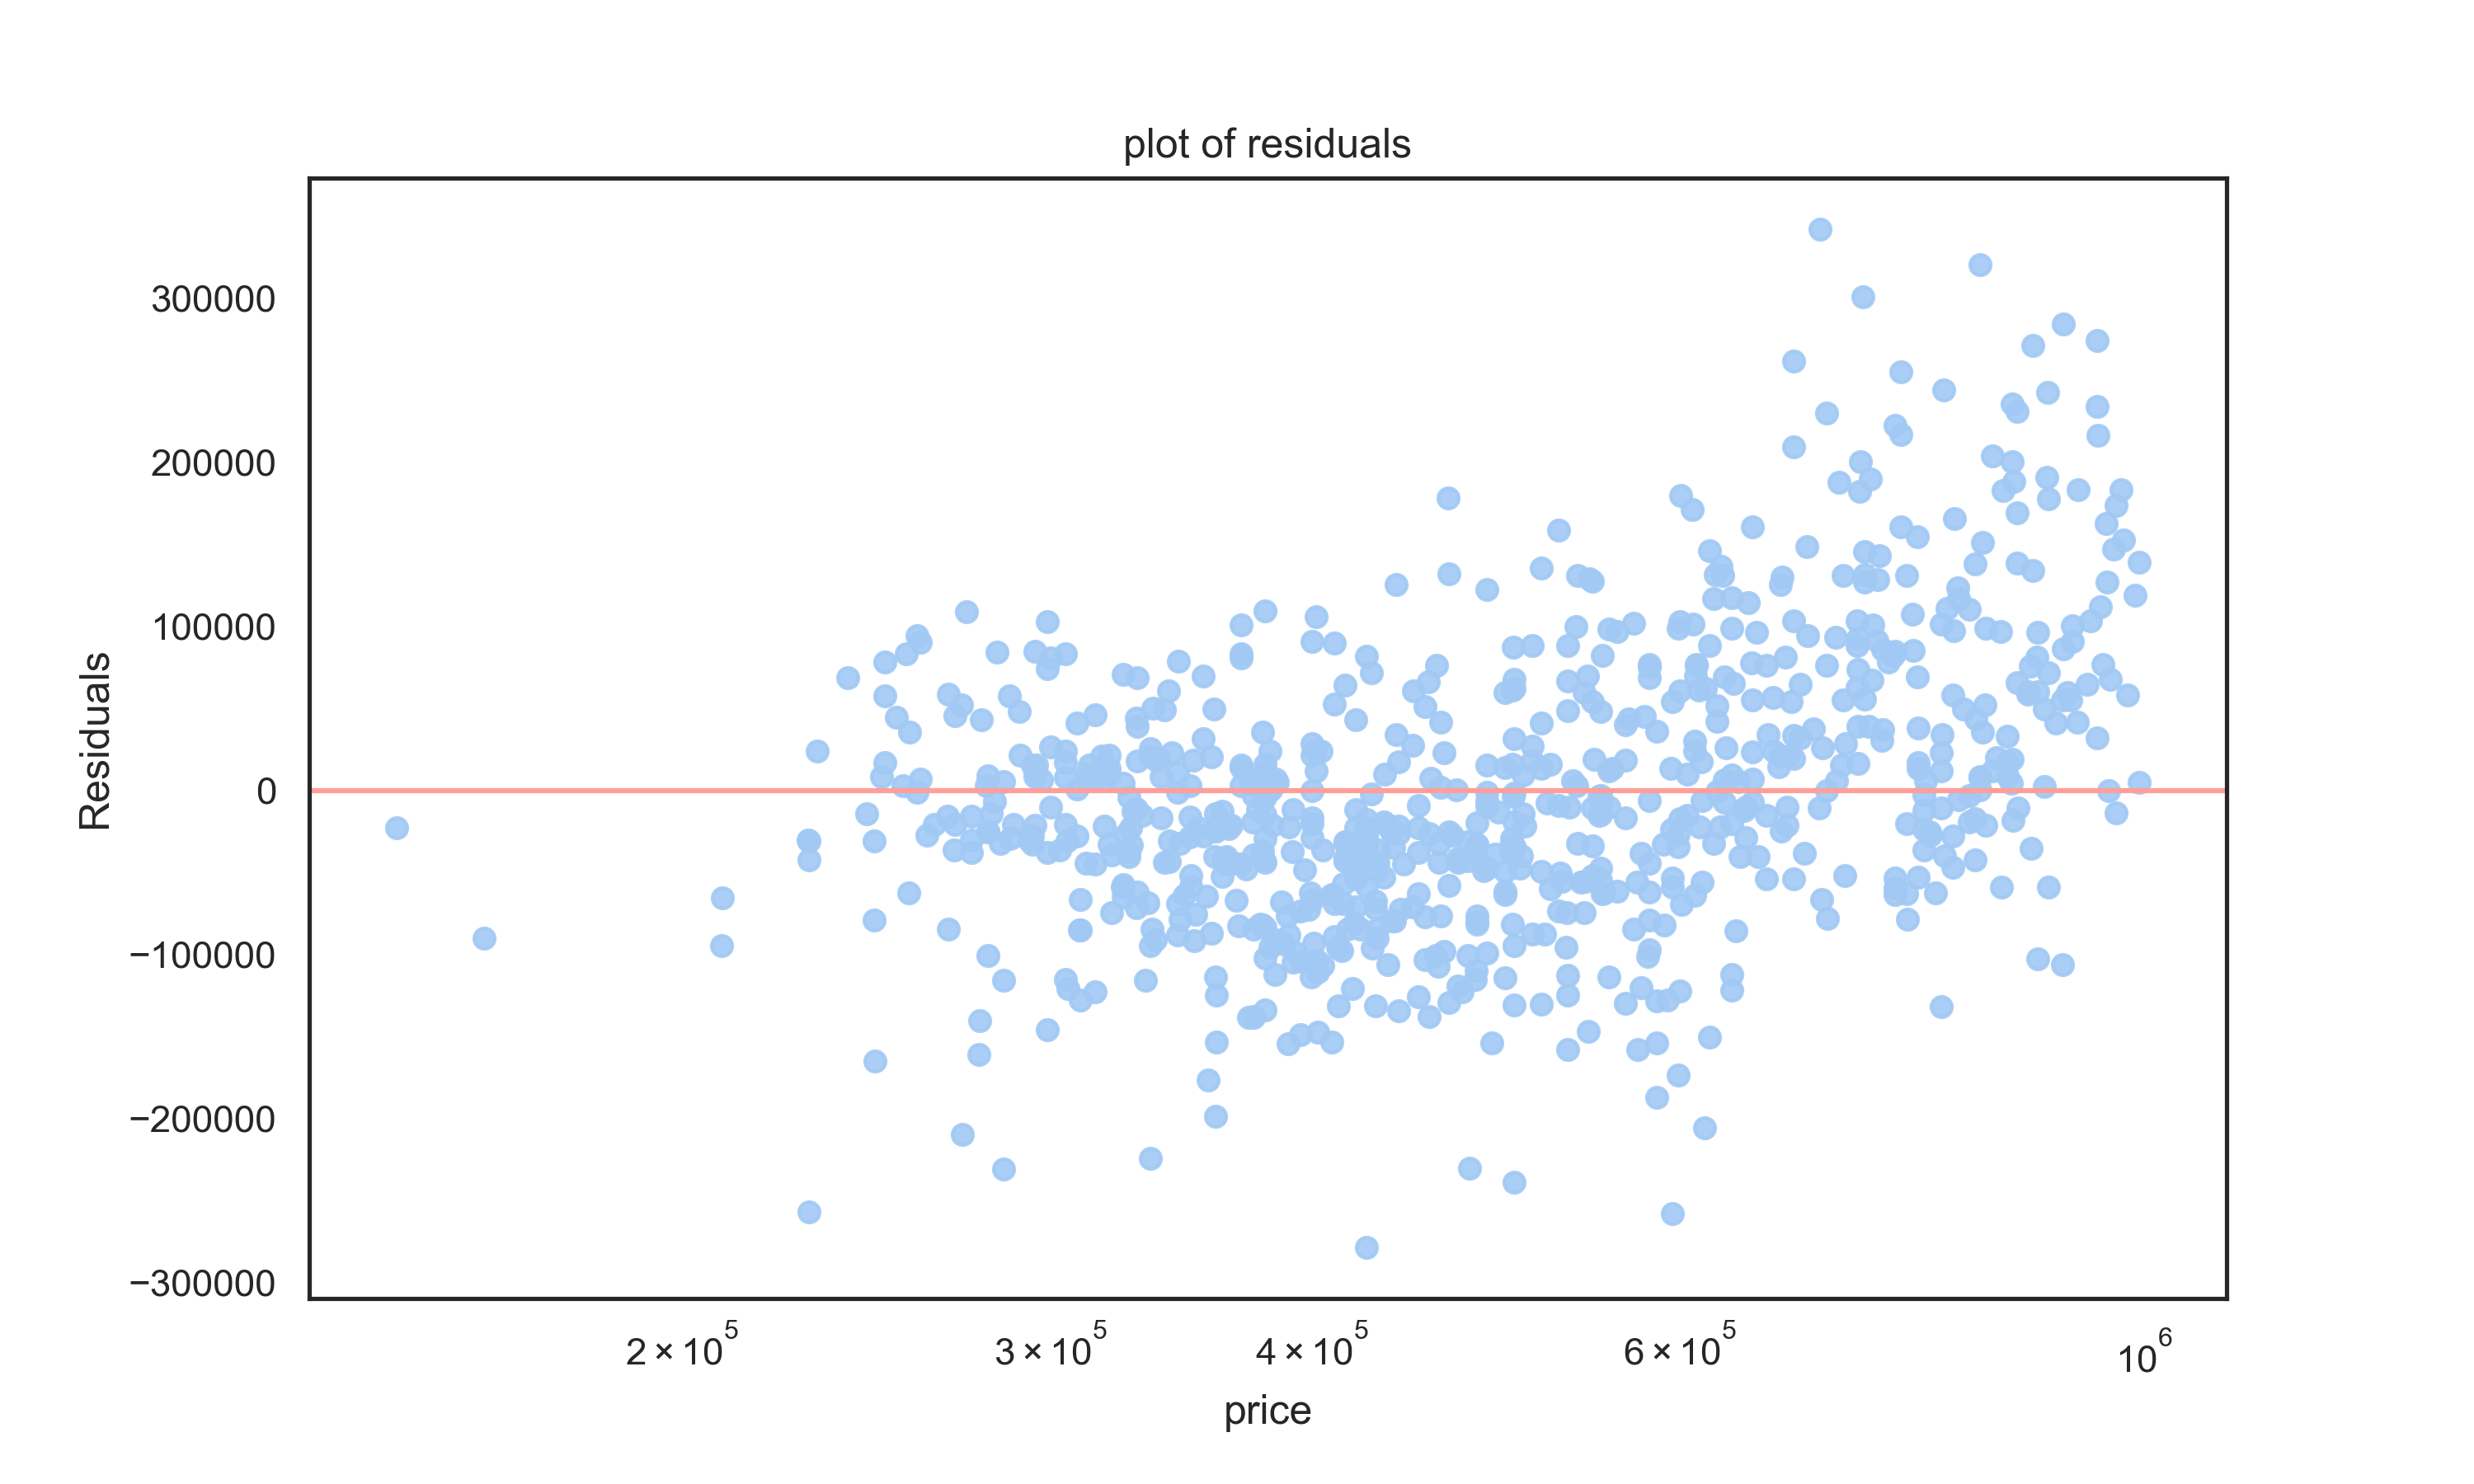 plot of residuals
300000
200000
100000
0
−100000
−200000
−300000
Residuals
2 × 10⁵
3 × 10⁵
4 × 10⁵
6 × 10⁵
10⁶
price